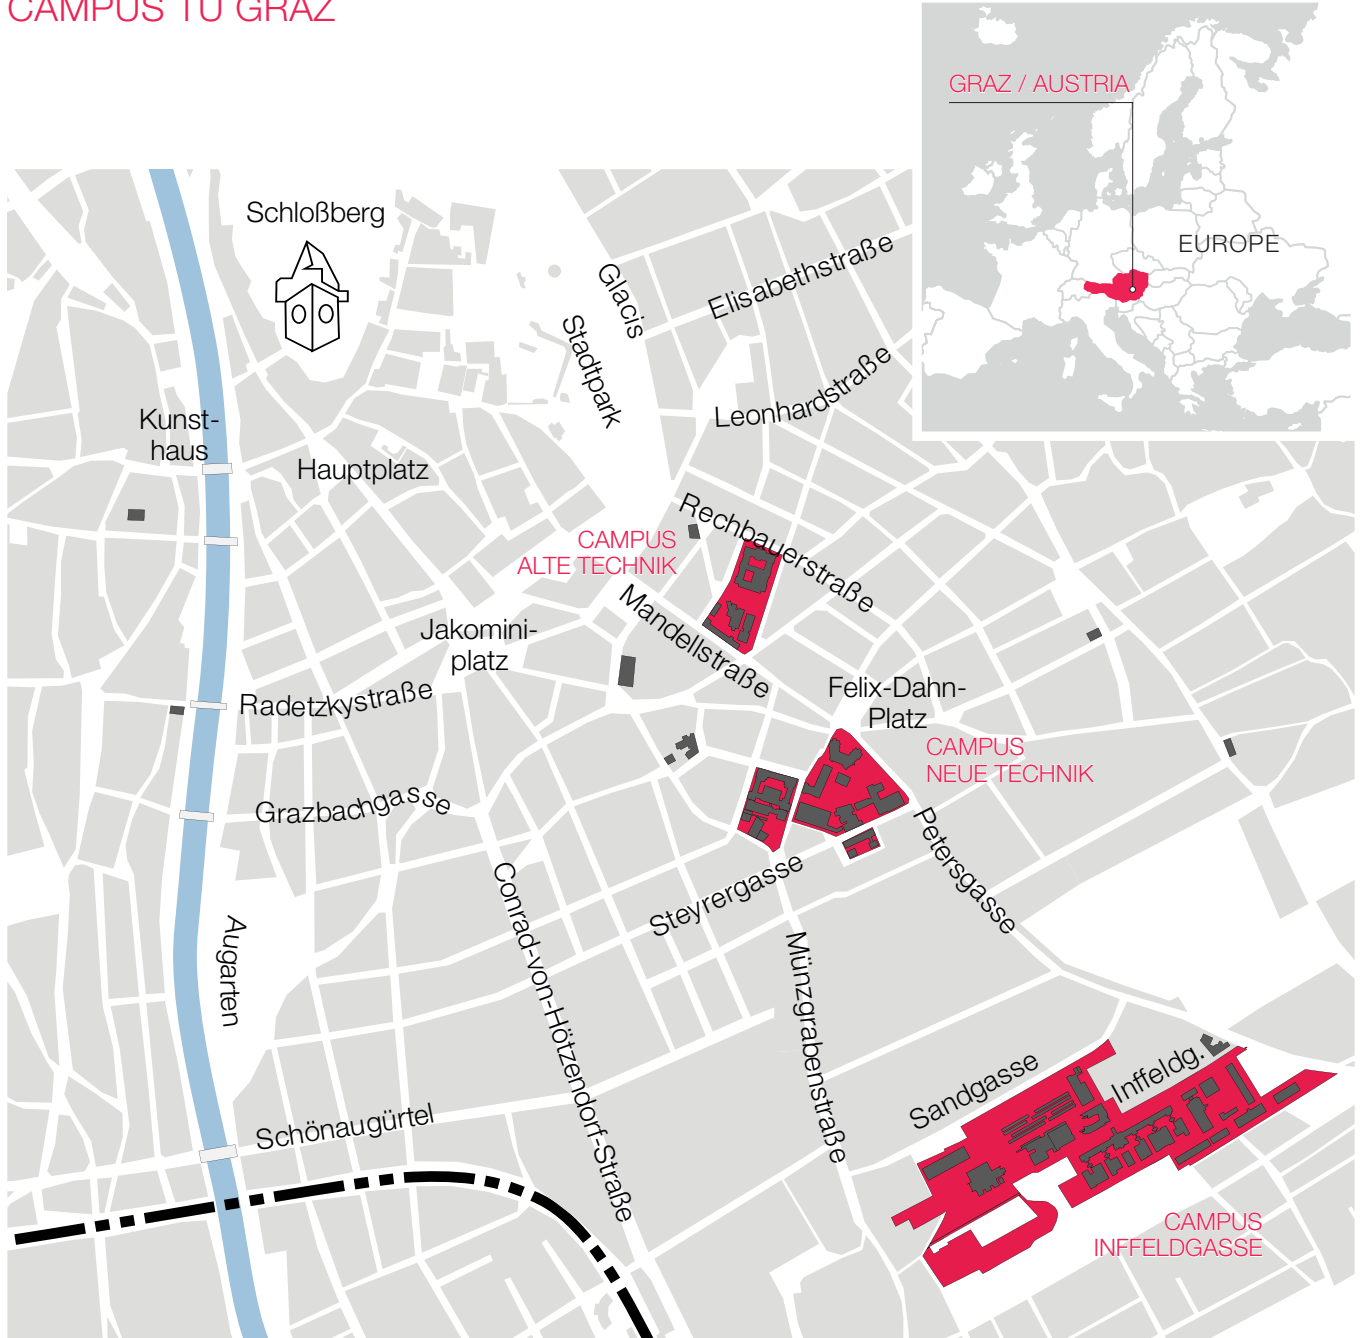 CAMPUS TU GRAZ
GRAZ / AUSTRIA
EUROPE
Schloßberg
Glacis
Elisabethstraße
Stadtpark
Leonhardstraße
Kunst-
haus
Hauptplatz
Rechbauerstraße
CAMPUS
ALTE TECHNIK
Mandellstraße
Jakomini-
platz
Radetzkystraße
Felix-Dahn-
Platz
CAMPUS
NEUE TECHNIK
Grazbachgasse
Petersgasse
Steyrergasse
Conrad-von-Hötzendorf-Straße
Augarten
Münzgrabenstraße
Sandgasse
Inffeldg.
Schönaugürtel
CAMPUS
INFFELDGASSE